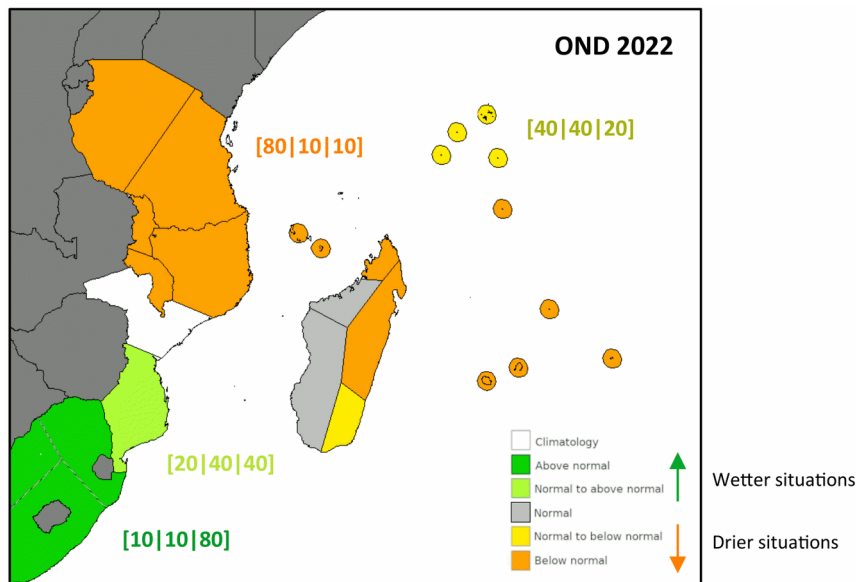 OND 2022
[80|10|10]
[40|40|20]
[20|40|40]
[10|10|80]
Climatology
Above normal
Normal to above normal
Normal
Normal to below normal
Below normal
Wetter situations
Drier situations